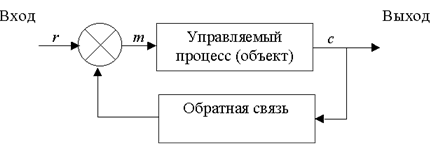 Вход
Выход
r
m
Управляемый
процесс (объект)
c
Обратная связь